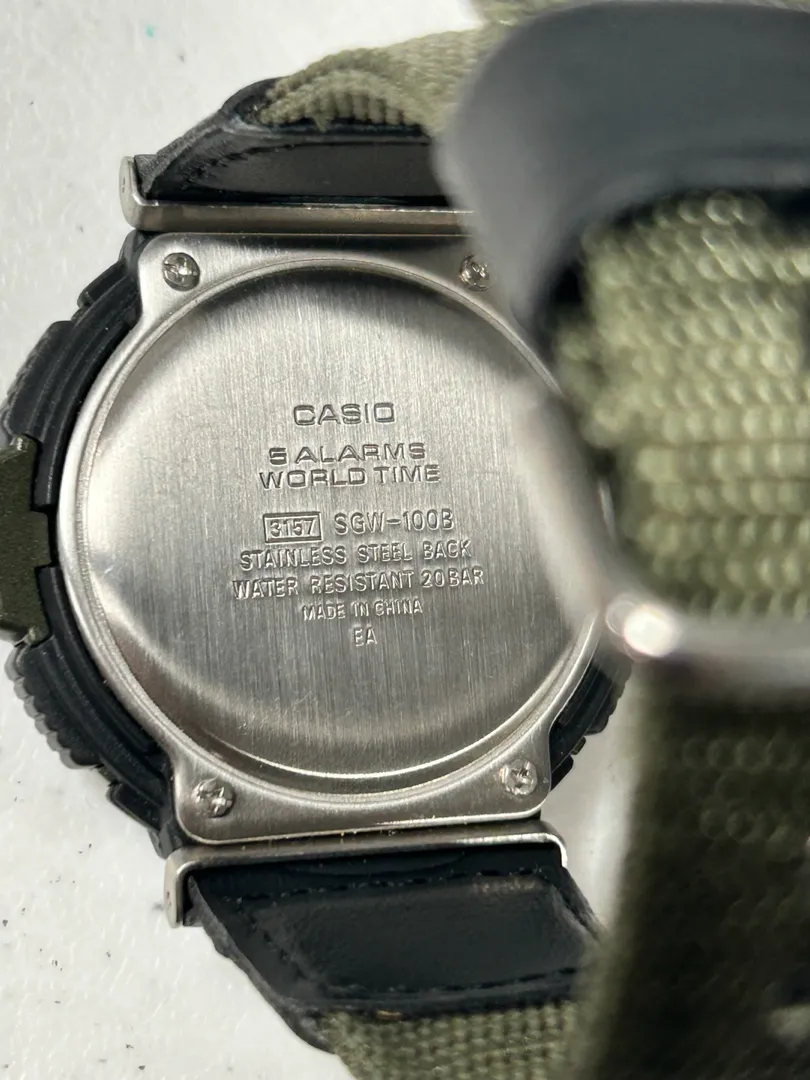 CASIO
5 ALARMS
WORLD TIME
3157 SGW-100B
STAINLESS STEEL BACK
WATER RESISTANT 20BAR
MADE IN CHINA
EA